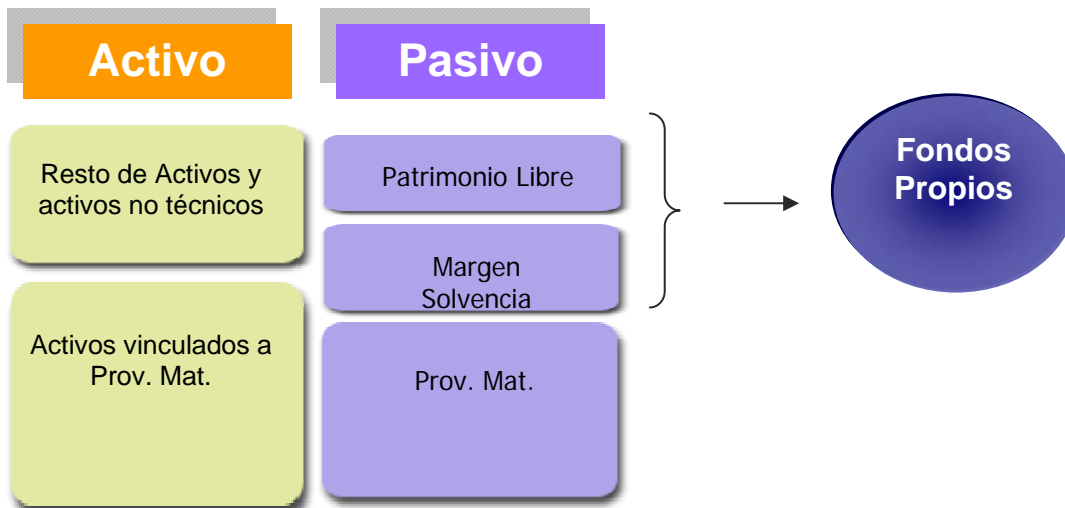 Activo
Pasivo
Resto de Activos y
activos no técnicos
Patrimonio Libre
Margen
Solvencia
Fondos
Propios
Activos vinculados a
Prov. Mat.
Prov. Mat.